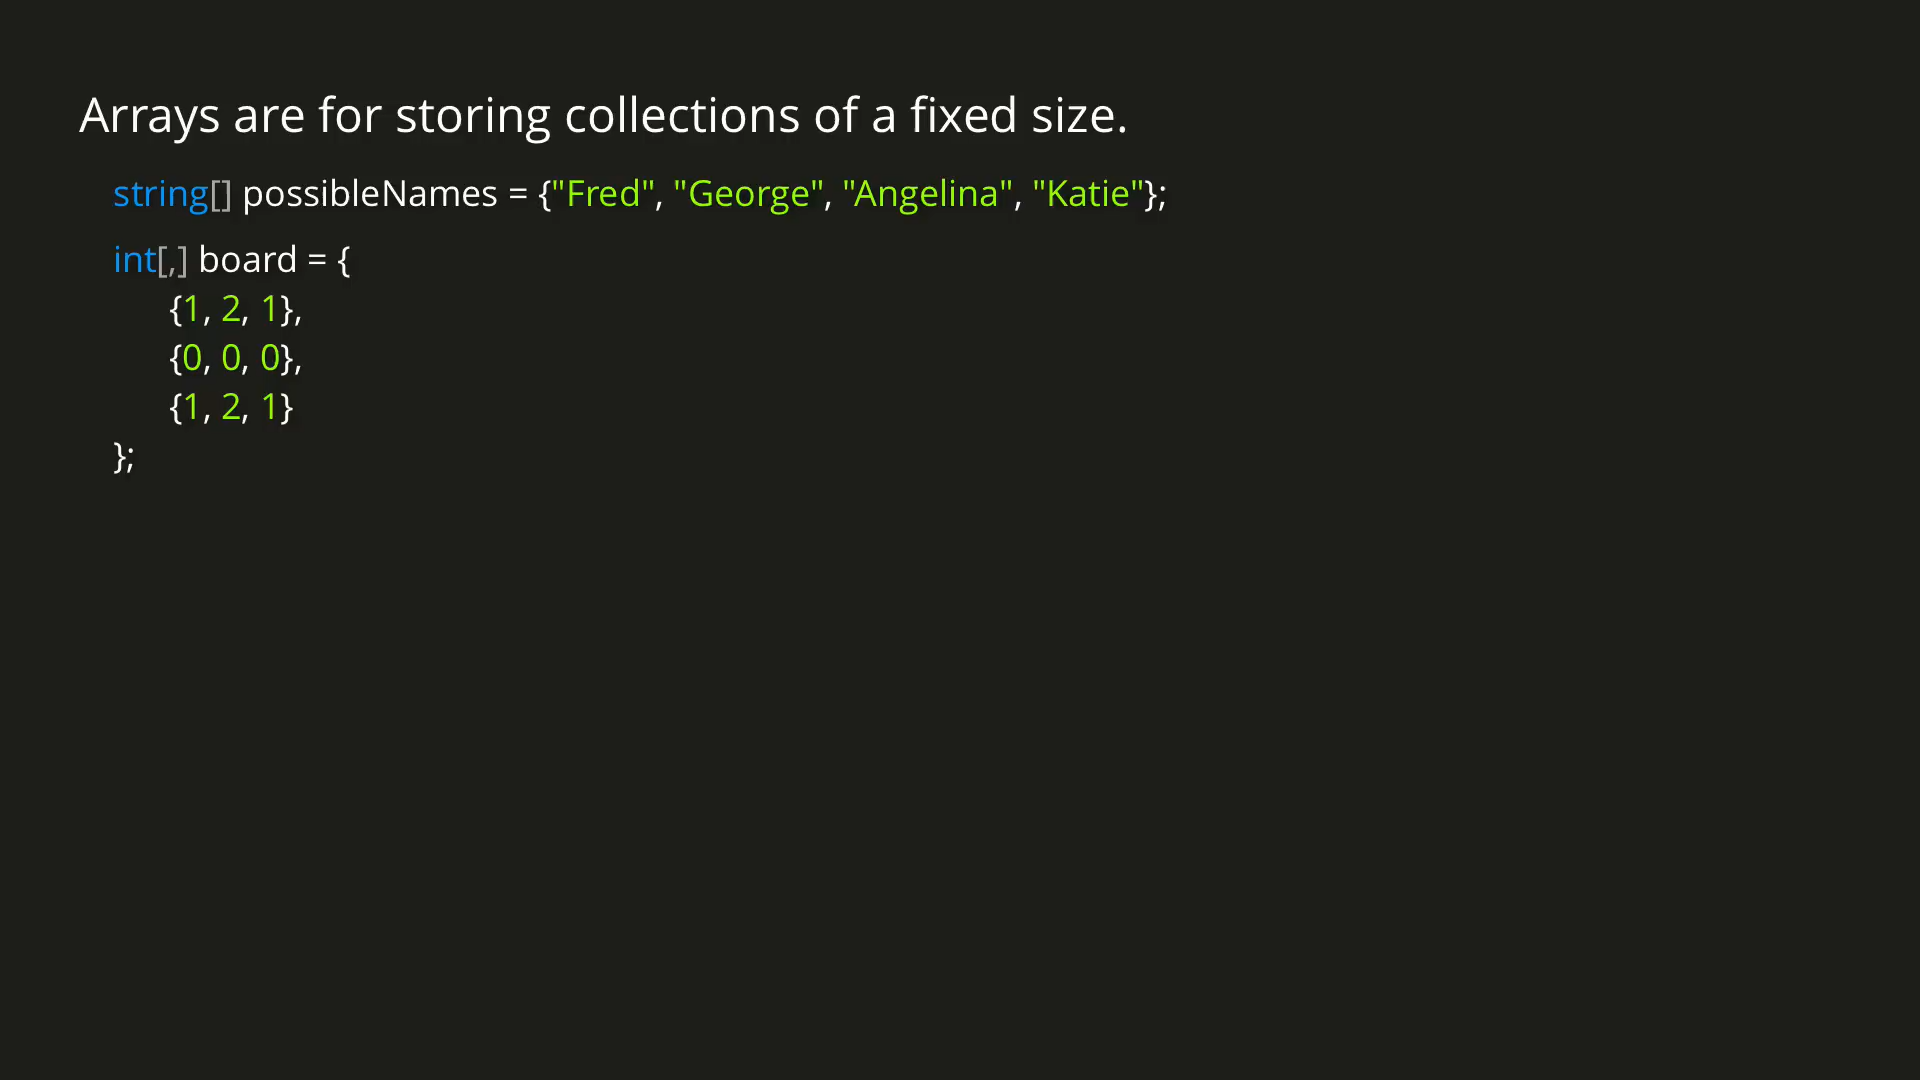 Arrays are for storing collections of a fixed size.
string[] possibleNames = {"Fred", "George", "Angelina", "Katie"};
int[,] board = {
{1, 2, 1},
{0, 0, 0},
{1, 2, 1}
};